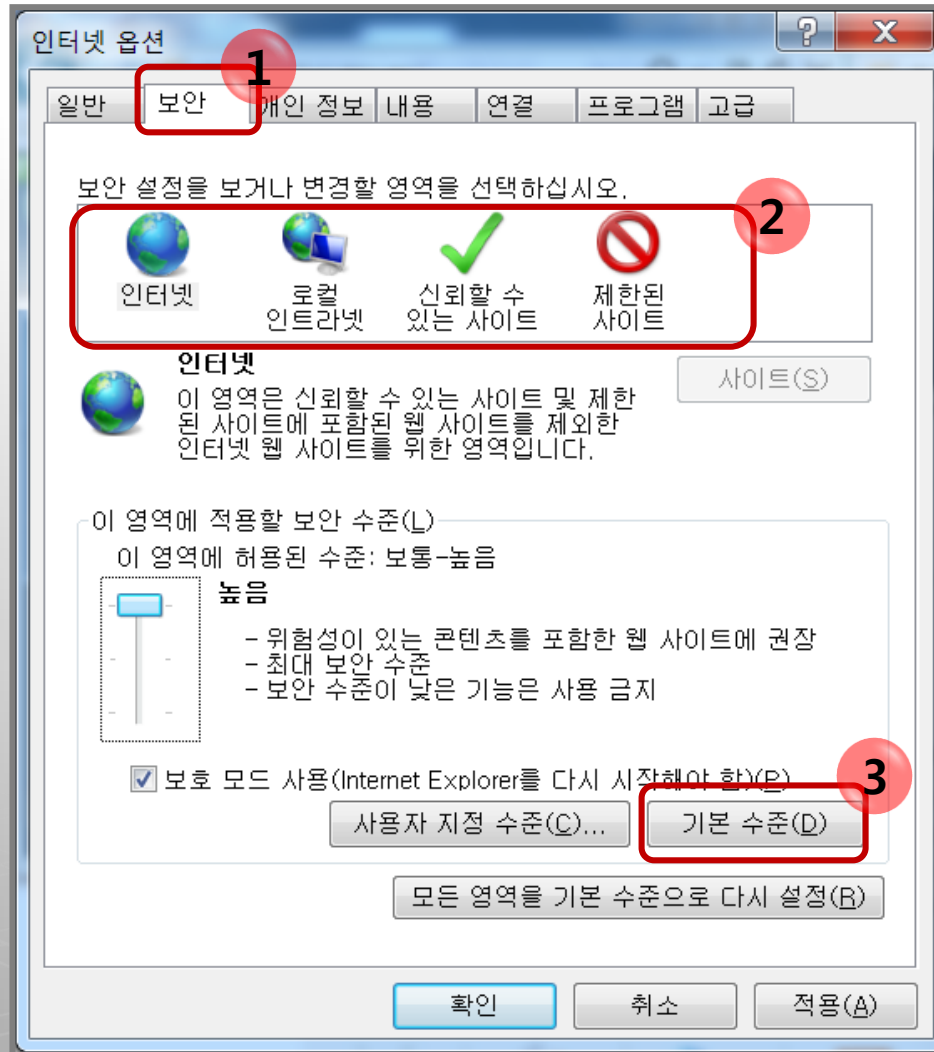 인터넷 옵션
1
일반 보안 개인 정보 내용 연결 프로그램 고급
보안 설정을 보거나 변경할 영역을 선택하십시오.
2
인터넷
로컬
인트라넷
신뢰할 수
있는 사이트
제한된
사이트
인터넷
사이트(S)
이 영역은 신뢰할 수 있는 사이트 및 제한
된 사이트에 포함된 웹 사이트를 제외한
인터넷 웹 사이트를 위한 영역입니다.
이 영역에 적용할 보안 수준(L)
이 영역에 허용된 수준: 보통-높음
높음
- 위험성이 있는 콘텐츠를 포함한 웹 사이트에 권장
- 최대 보안 수준
- 보안 수준이 낮은 기능은 사용 금지
보호 모드 사용(Internet Explorer를 다시 시작해야 함)(P)
3
사용자 지정 수준(C)... 기본 수준(D)
모든 영역을 기본 수준으로 다시 설정(R)
확인 취소 적용(A)